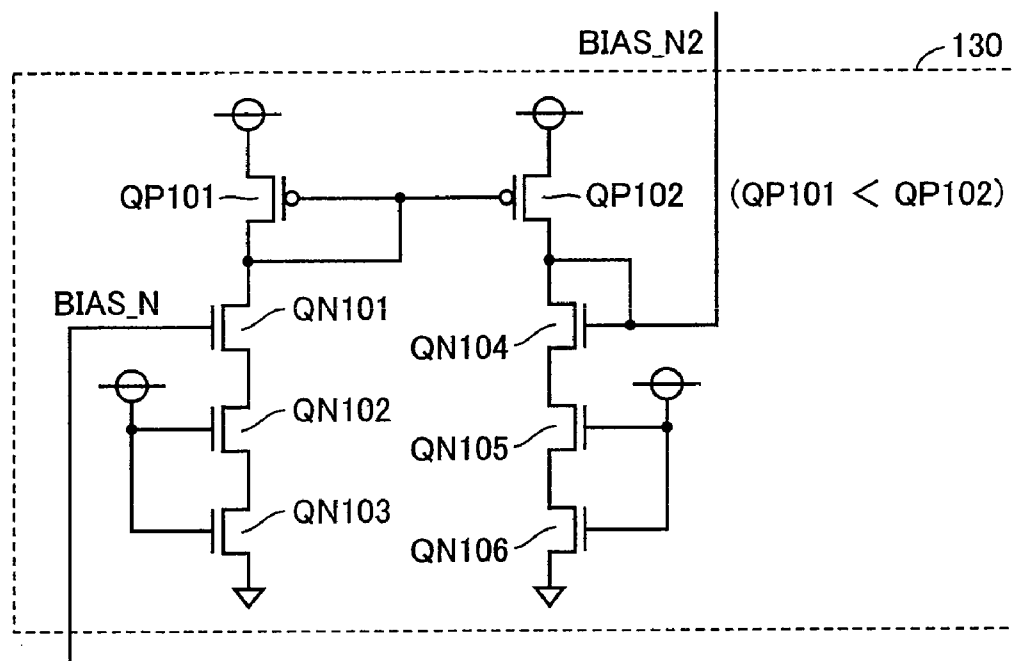 BIAS_N2
130
QP101
QP102
(QP101 < QP102)
BIAS_N
QN101
QN104
QN102
QN105
QN103
QN106